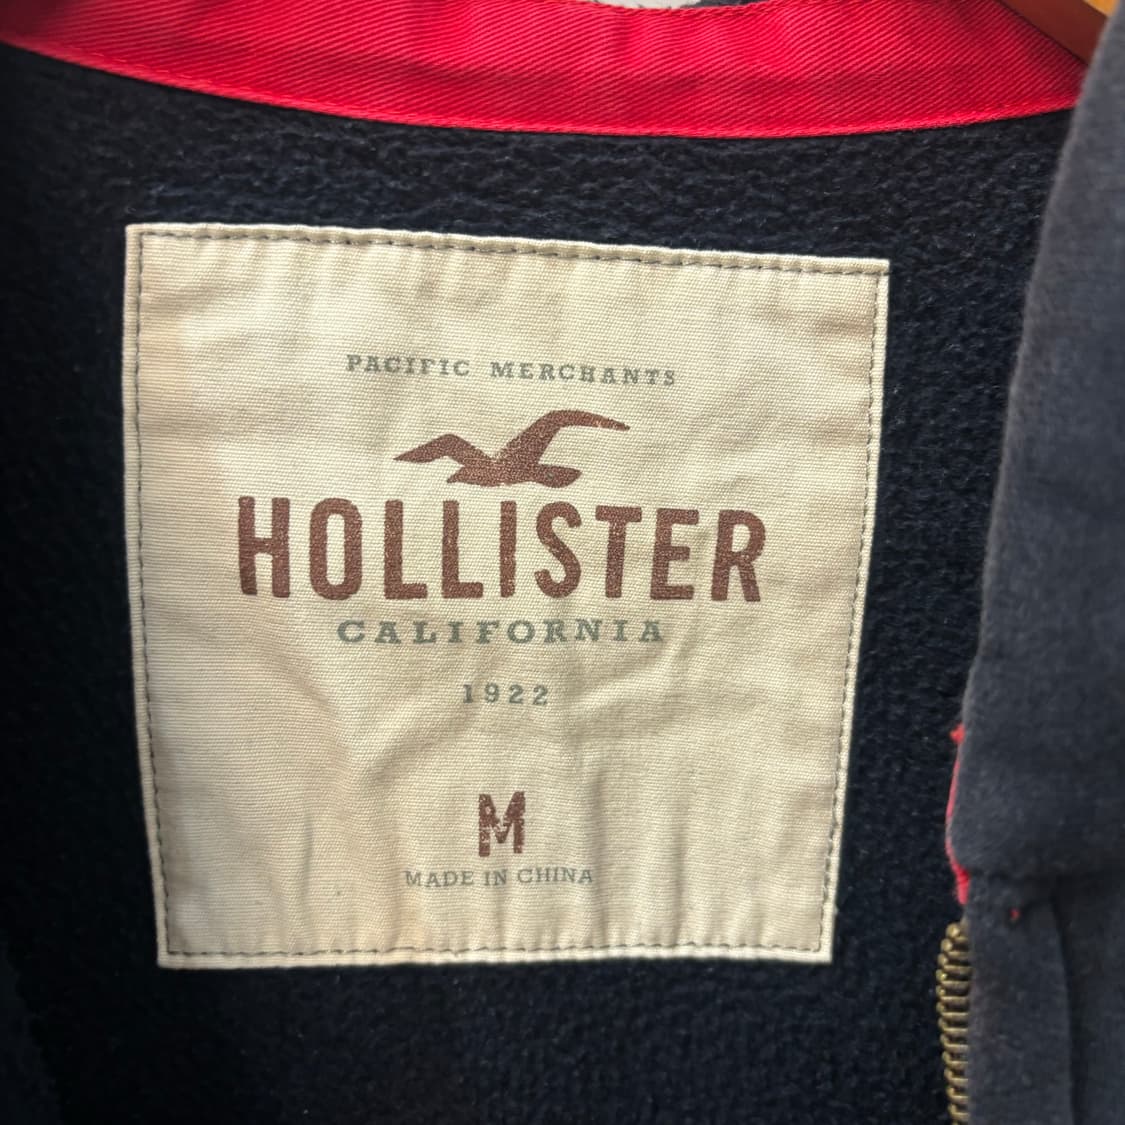 PACIFIC MERCHANTS
HOLLISTER
CALIFORNIA
1922
M
MADE IN CHINA